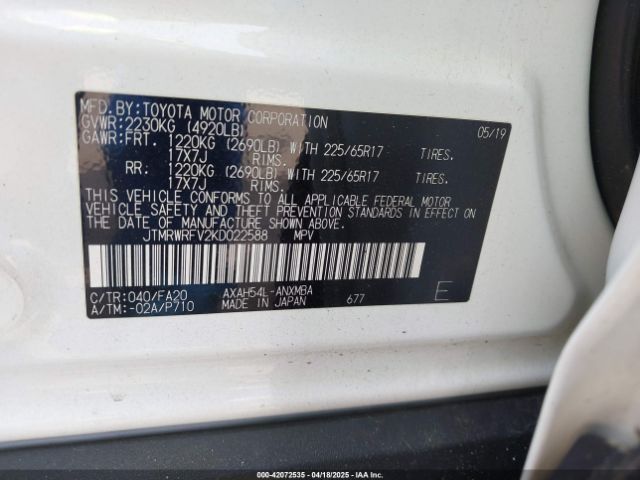 MFD.BY:TOYOTA MOTOR CORPORATION 05/19
GVWR:2230KG (4920LB)
GAWR:FRT. 1220KG (2690LB) WITH 225/65R17 TIRES.
17X7J RIMS.
RR. 1220KG (2690LB) WITH 225/65R17 TIRES.
17X7J RIMS.
THIS VEHICLE CONFORMS TO ALL APPLICABLE FEDERAL MOTOR
VEHICLE SAFETY AND THEFT PREVENTION STANDARDS IN EFFECT ON
THE DATE OF MANUFACTURE SHOWN ABOVE.
JTMRWRFV2KD022588 MPV
C/TR:040/FA20 AXAH54L-ANXMBA E
A/TM:-02A/P710 MADE IN JAPAN 677
000-42072535 - 04/18/2025 - IAA Inc.